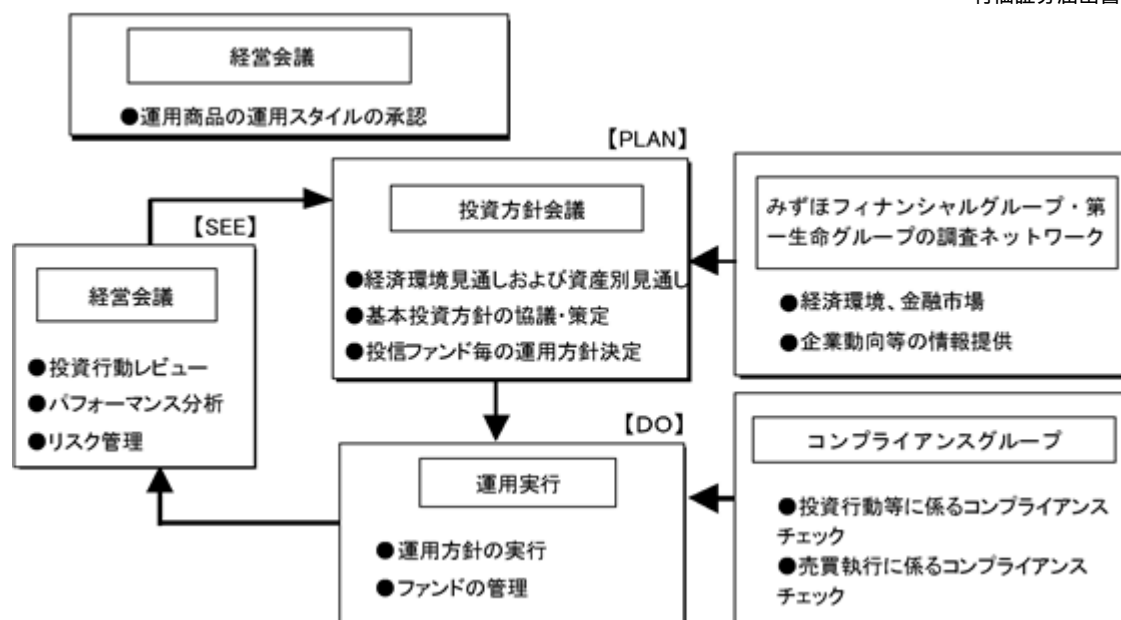 経営会議
●運用商品の運用スタイルの承認
【PLAN】
投資方針会議
●経済環境見通しおよび資産別見通し
●基本投資方針の協議・策定
●投信ファンド毎の運用方針決定
みずほフィナンシャルグループ・第
一生命グループの調査ネットワーク
●経済環境、金融市場
●企業動向等の情報提供
【SEE】
経営会議
●投資行動レビュー
●パフォーマンス分析
●リスク管理
【DO】
運用実行
●運用方針の実行
●ファンドの管理
コンプライアンスグループ
●投資行動等に係るコンプライアンス
チェック
●売買執行に係るコンプライアンス
チェック